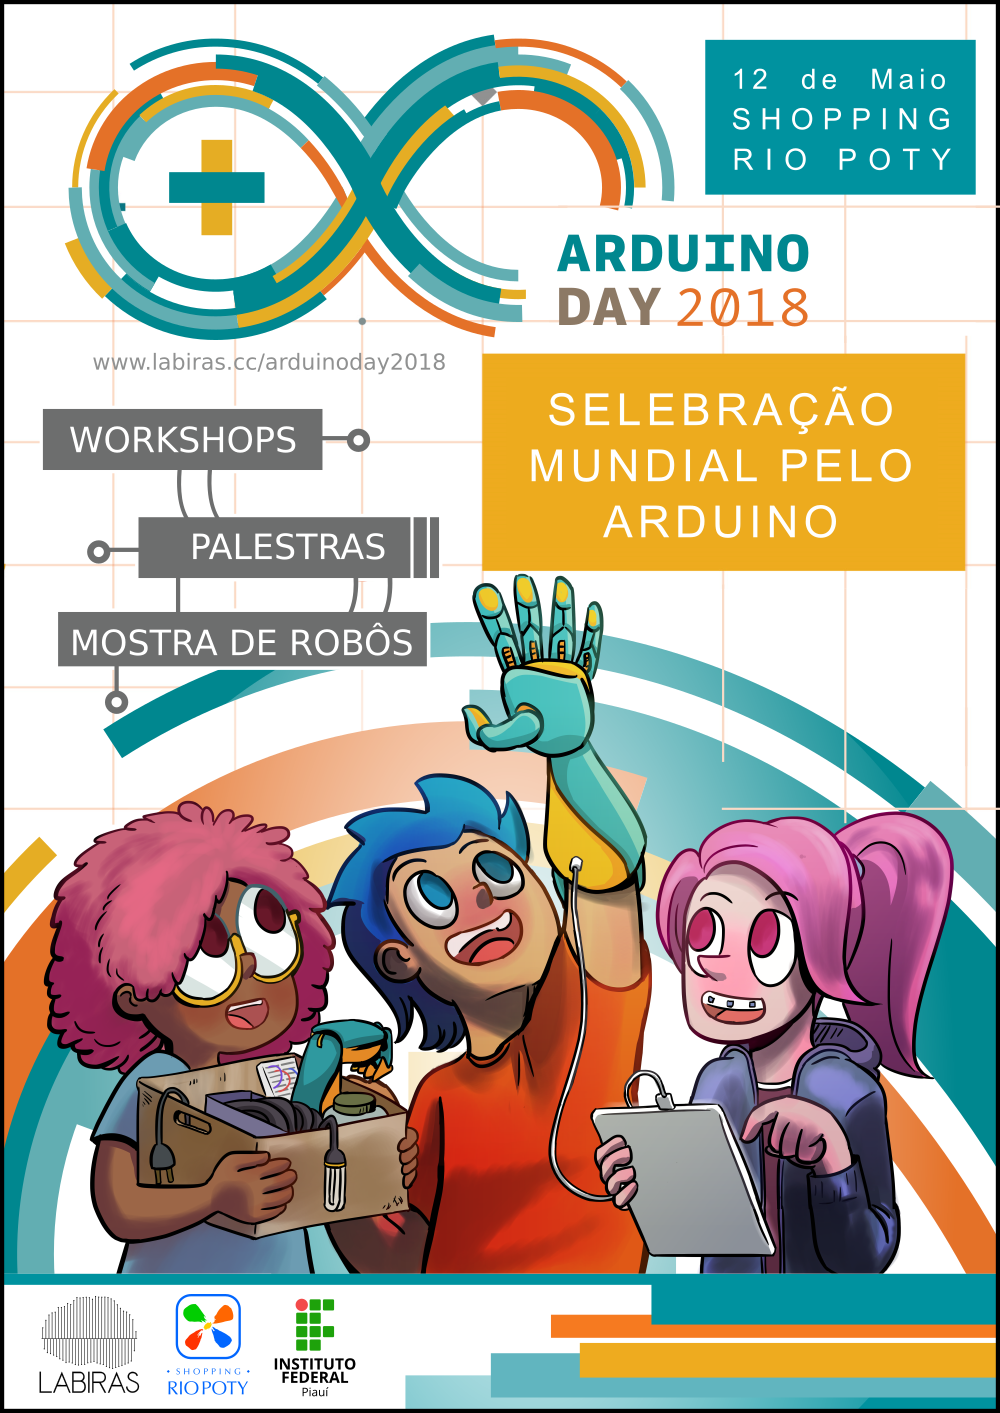 12 de Maio
SHOPPING
RIO POTY
ARDUINO
DAY 2018
www.labiras.cc/arduinoday2018
SELEBRAÇÃO
MUNDIAL PELO
ARDUINO
WORKSHOPS
PALESTRAS
MOSTRA DE ROBÔS
LABIRAS
SHOPPING
RIO POTY
INSTITUTO
FEDERAL
Piauí